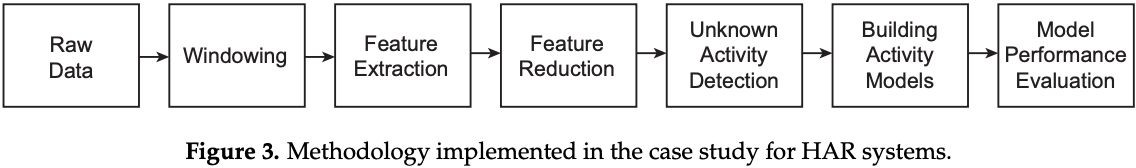 Raw
Data
Windowing
Feature
Extraction
Feature
Reduction
Unknown
Activity
Detection
Building
Activity
Models
Model
Performance
Evaluation
Figure 3. Methodology implemented in the case study for HAR systems.